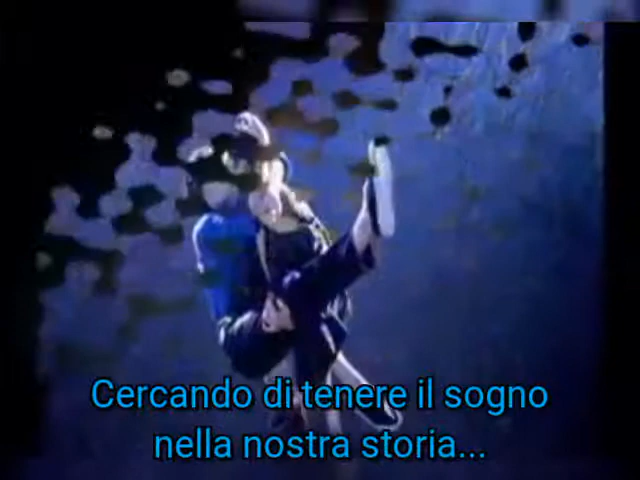 Cercando di tenere il sogno
nella nostra storia...